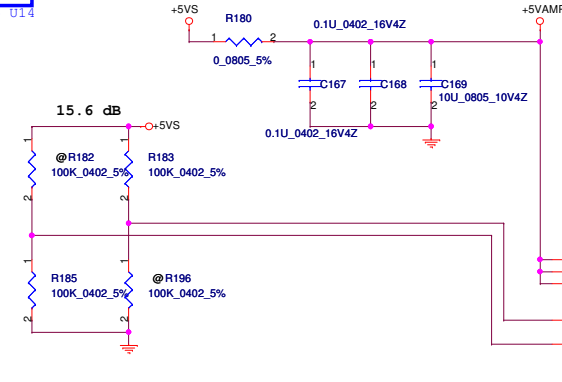 U14
+5VS
R180
0.1U_0402_16V4Z
+5VAMP
1
2
0_0805_5%
1
1
1
C167
C168
C169
2
2
2
10U_0805_10V4Z
0.1U_0402_16V4Z
15.6 dB
+5VS
1
1
@R182
R183
100K_0402_5%
100K_0402_5%
2
2
1
1
R185
@R196
100K_0402_5%
100K_0402_5%
2
2